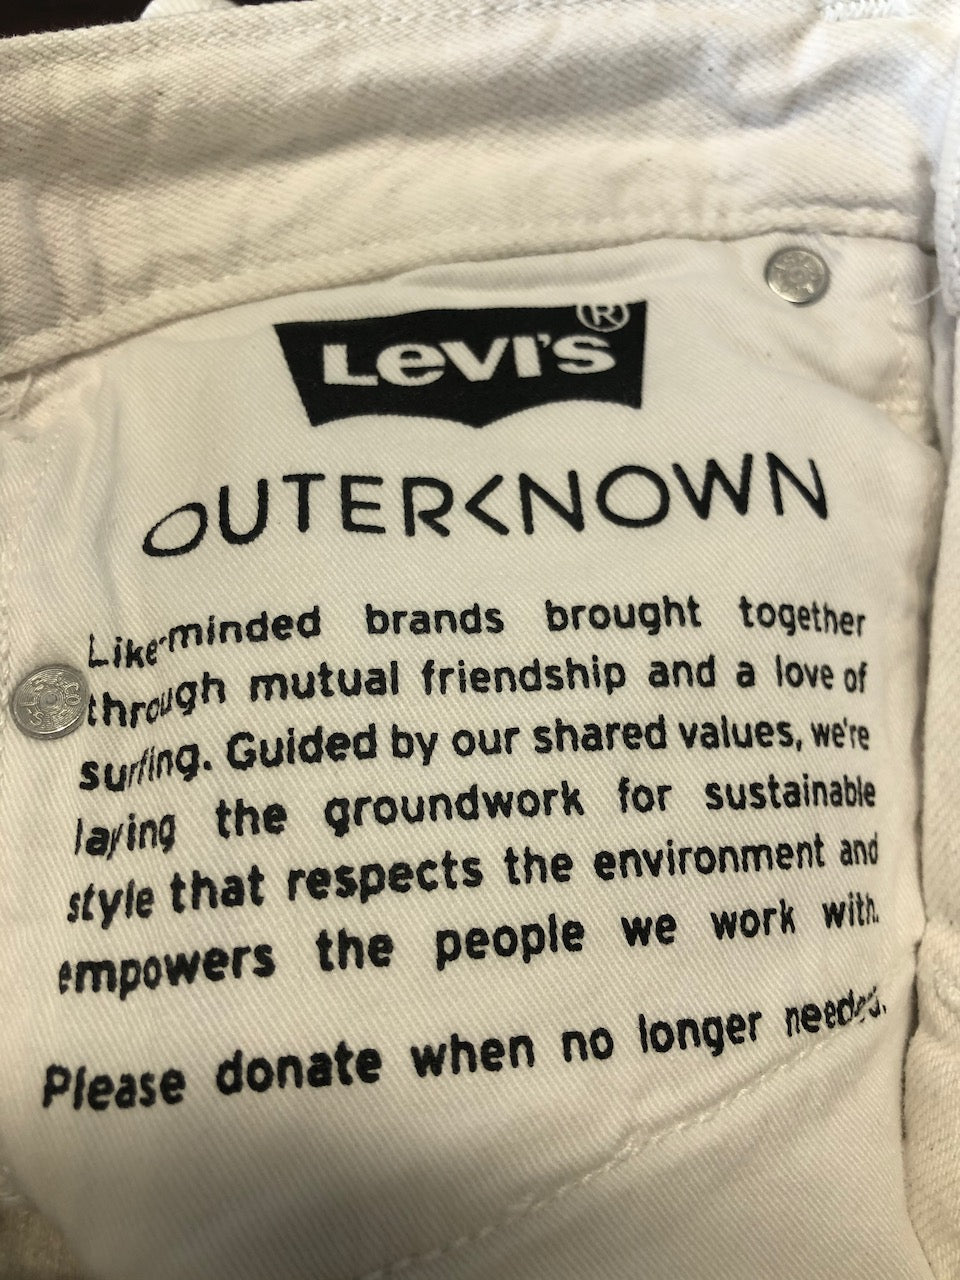 LEVI'S®
OUTERKNOWN
Like-minded brands brought together
through mutual friendship and a love of
surfing. Guided by our shared values, we're
laying the groundwork for sustainable
style that respects the environment and
empowers the people we work with.
Please donate when no longer needed.